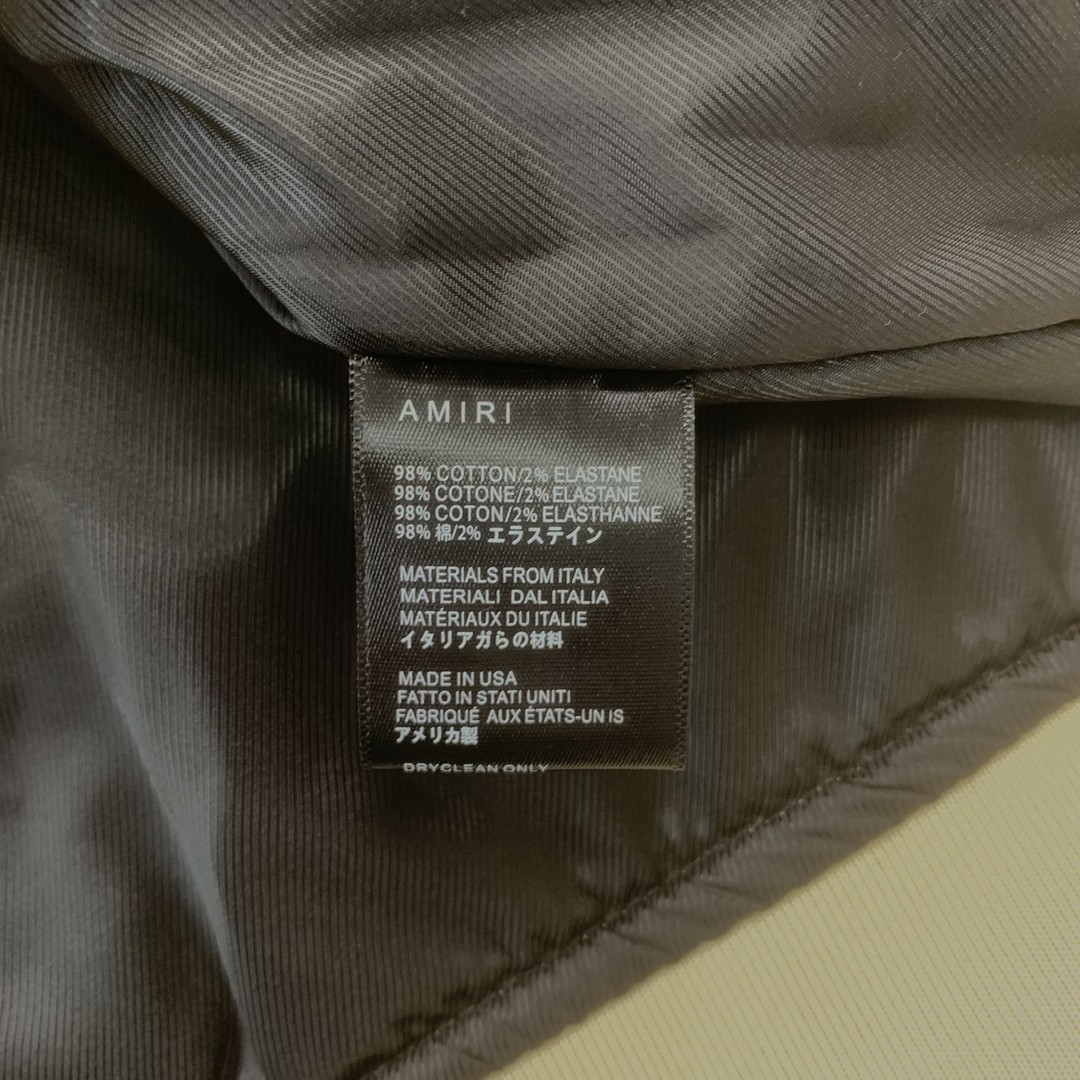 AMIRI
98% COTTON/2% ELASTANE
98% COTONE/2% ELASTANE
98% COTON/2% ELASTHANNE
98% 棉/2% エラステイン
MATERIALS FROM ITALY
MATERIALI DAL ITALIA
MATÉRIAUX DU ITALIE
イタリアガらの材料
MADE IN USA
FATTO IN STATI UNITI
FABRIQUÉ AUX ÉTATS-UN IS
アメリカ製
DRYCLEAN ONLY